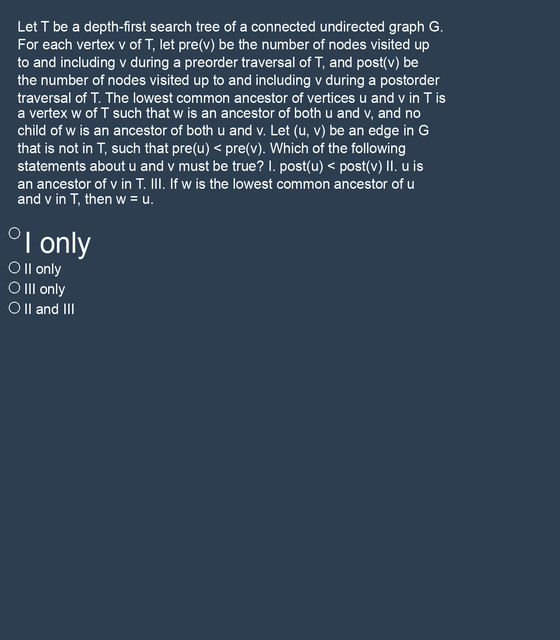 Let T be a depth-first search tree of a connected undirected graph G.
For each vertex v of T, let pre(v) be the number of nodes visited up
to and including v during a preorder traversal of T, and post(v) be
the number of nodes visited up to and including v during a postorder
traversal of T. The lowest common ancestor of vertices u and v in T is
a vertex w of T such that w is an ancestor of both u and v, and no
child of w is an ancestor of both u and v. Let (u, v) be an edge in G
that is not in T, such that pre(u) < pre(v). Which of the following
statements about u and v must be true? I. post(u) < post(v) II. u is
an ancestor of v in T. III. If w is the lowest common ancestor of u
and v in T, then w = u.
I only
II only
III only
II and III